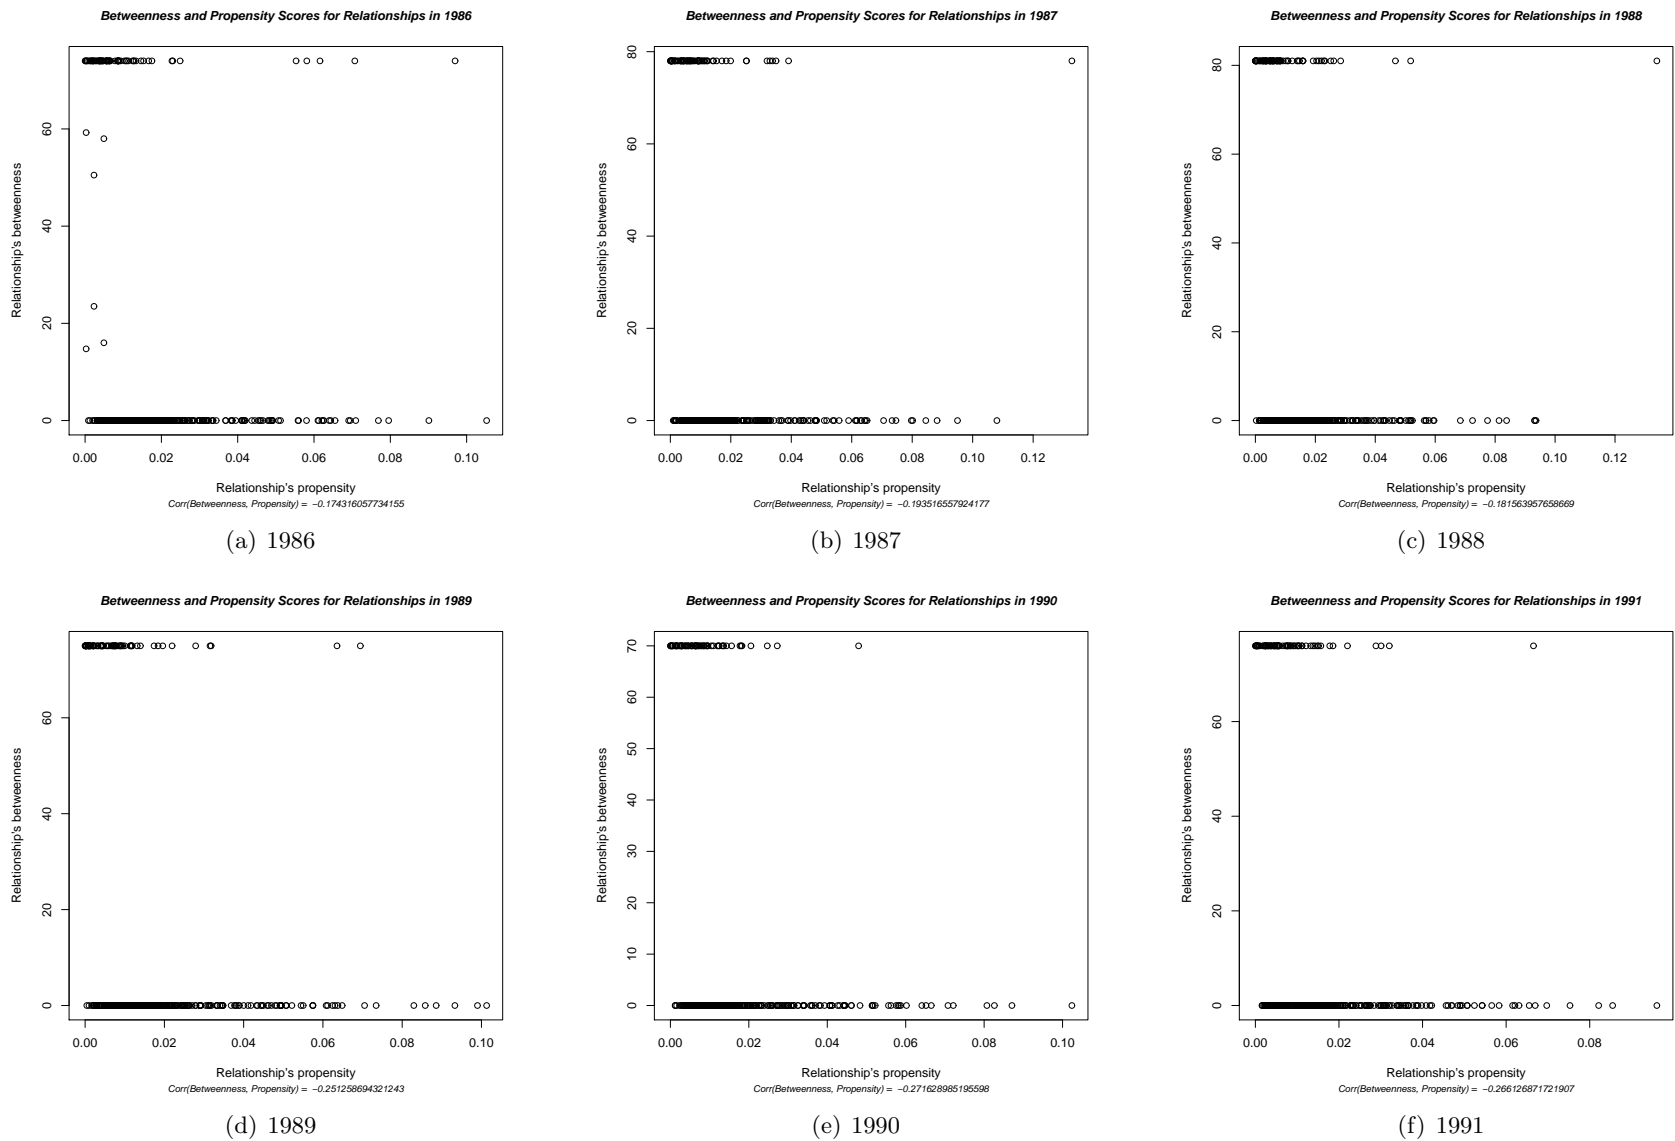 Betweenness and Propensity Scores for Relationships in 1986
Relationship's betweenness
0 20 40 60
0.00 0.02 0.04 0.06 0.08 0.10
Relationship's propensity
Corr(Betweenness, Propensity) = −0.174316057734155
(a) 1986
Betweenness and Propensity Scores for Relationships in 1987
Relationship's betweenness
0 20 40 60 80
0.00 0.02 0.04 0.06 0.08 0.10 0.12
Relationship's propensity
Corr(Betweenness, Propensity) = −0.193516557924177
(b) 1987
Betweenness and Propensity Scores for Relationships in 1988
Relationship's betweenness
0 20 40 60 80
0.00 0.02 0.04 0.06 0.08 0.10 0.12
Relationship's propensity
Corr(Betweenness, Propensity) = −0.181563957658669
(c) 1988
Betweenness and Propensity Scores for Relationships in 1989
Relationship's betweenness
0 20 40 60
0.00 0.02 0.04 0.06 0.08 0.10
Relationship's propensity
Corr(Betweenness, Propensity) = −0.251258694321243
(d) 1989
Betweenness and Propensity Scores for Relationships in 1990
Relationship's betweenness
0 10 20 30 40 50 60 70
0.00 0.02 0.04 0.06 0.08 0.10
Relationship's propensity
Corr(Betweenness, Propensity) = −0.271628985195598
(e) 1990
Betweenness and Propensity Scores for Relationships in 1991
Relationship's betweenness
0 20 40 60
0.00 0.02 0.04 0.06 0.08
Relationship's propensity
Corr(Betweenness, Propensity) = −0.266126871721907
(f) 1991